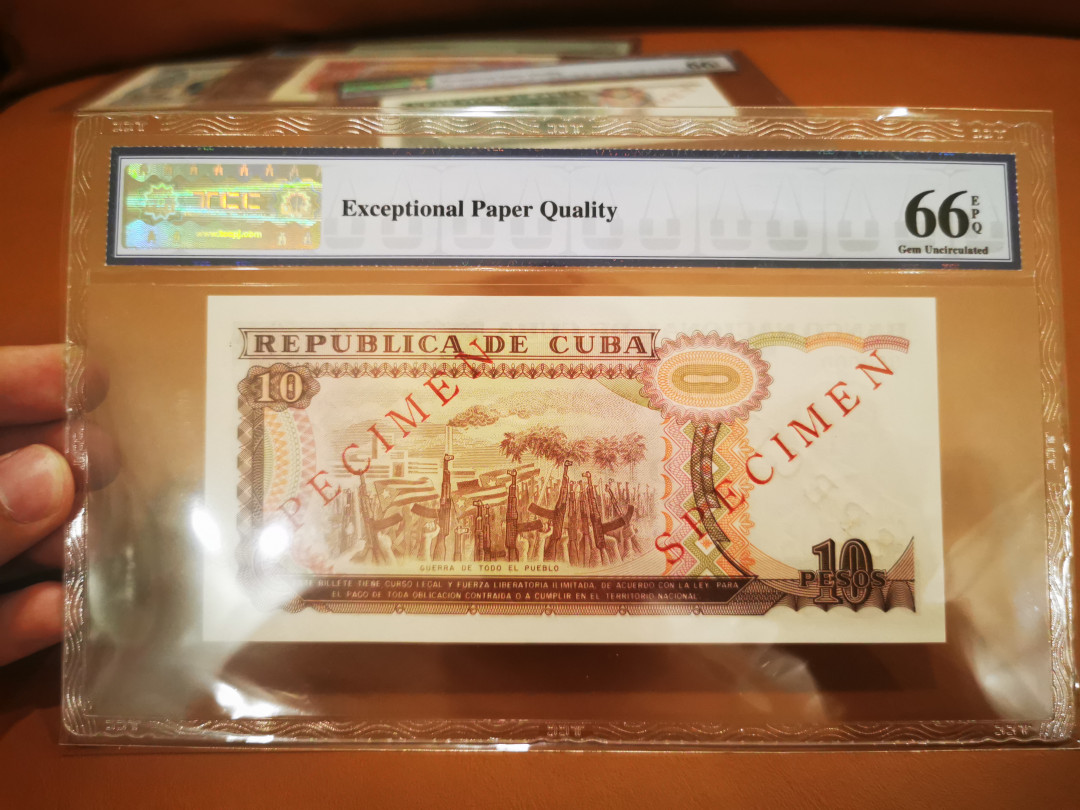 TCC
Exceptional Paper Quality
66 EPQ
Gem Uncirculated
REPUBLICA DE CUBA
10
SPECIMEN
SPECIMEN
GUERRA DE TODO EL PUEBLO
BILLETE TIENE CURSO LEGAL Y FUERZA LIBERATORIA ILIMITADA, DE ACUERDO CON LA LEY, PARA
EL PAGO DE TODA OBLICACION CONTRAIDA O A CUMPLIR EN EL TERRITORIO NACIONAL
10
PESOS